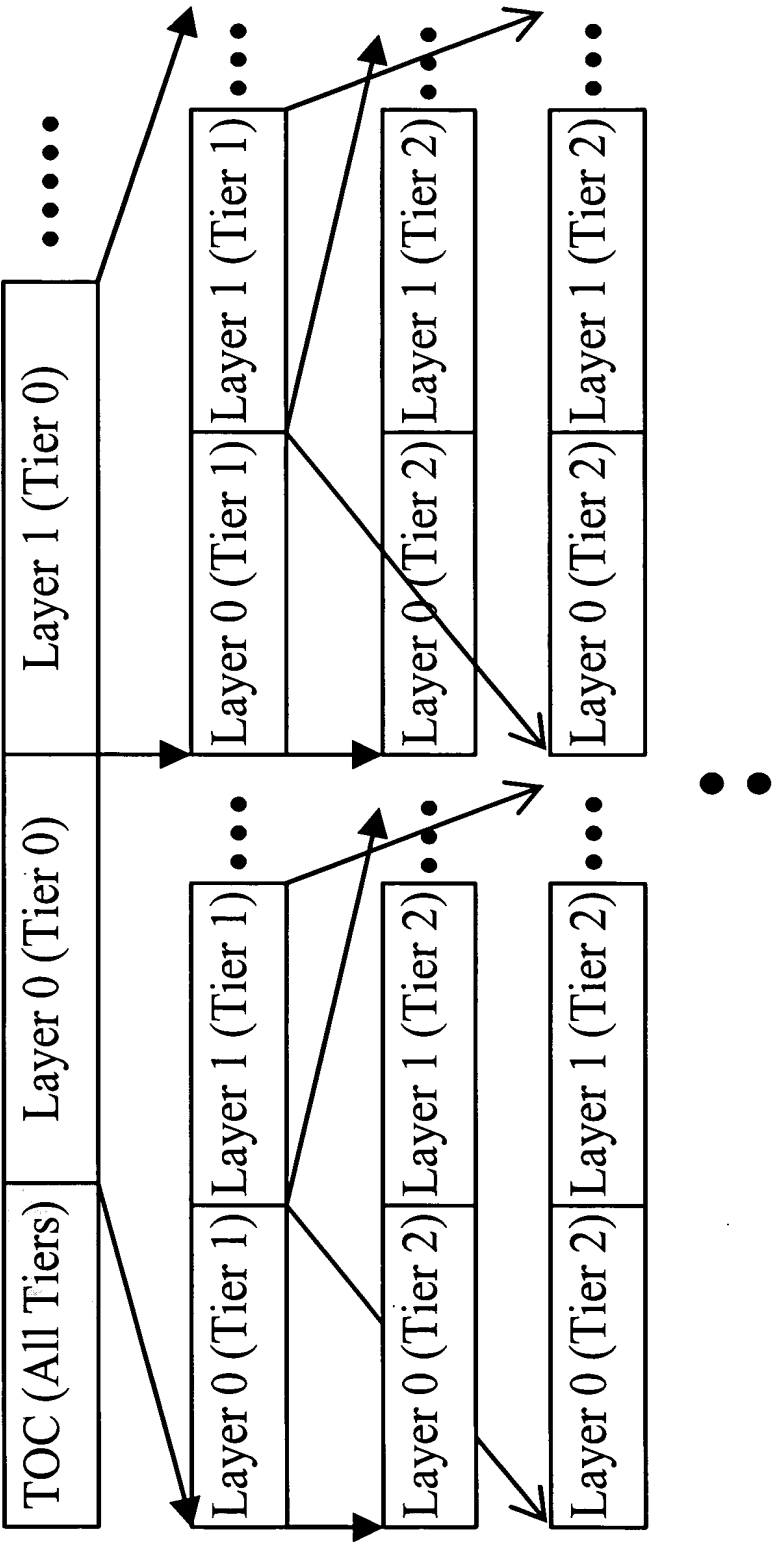 TOC (All Tiers) Layer 0 (Tier 0) Layer 1 (Tier 0)
Layer 0 (Tier 1) Layer 1 (Tier 1) Layer 0 (Tier 1) Layer 1 (Tier 1)
Layer 0 (Tier 2) Layer 1 (Tier 2) Layer 0 (Tier 2) Layer 1 (Tier 2)
Layer 0 (Tier 2) Layer 1 (Tier 2) Layer 0 (Tier 2) Layer 1 (Tier 2)